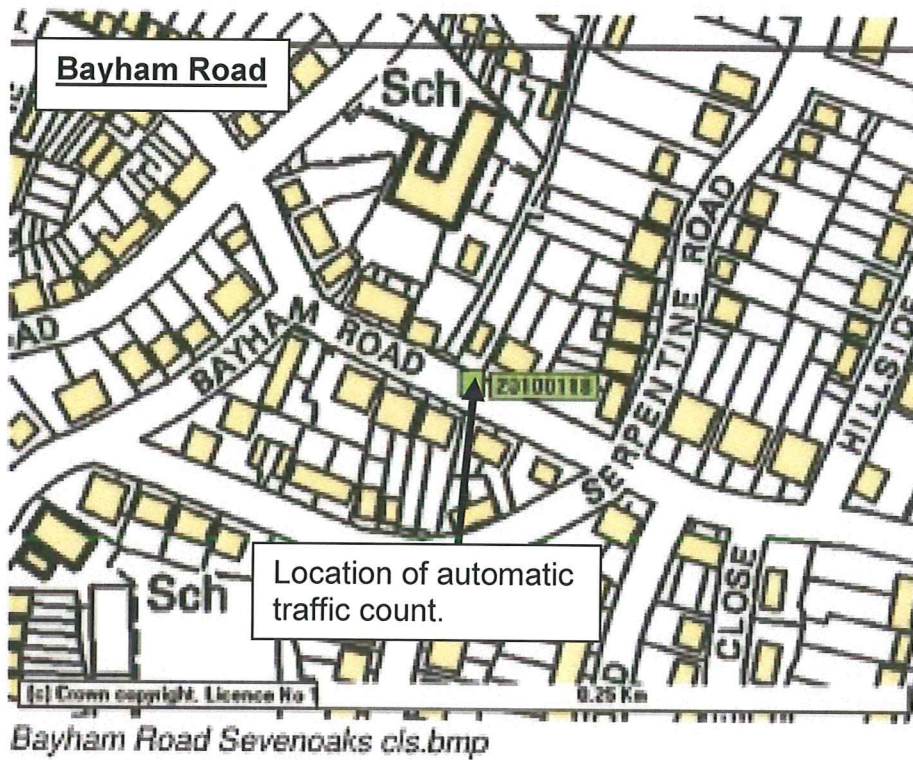 Bayham Road
Sch
BAYHAM ROAD
SERPENTINE ROAD
HILLSIDE
AD
Location of automatic
traffic count.
Sch
CLOSE
D
(c) Crown copyright. Licence No 1
0.25 Km
Bayham Road Sevenoaks cls.bmp